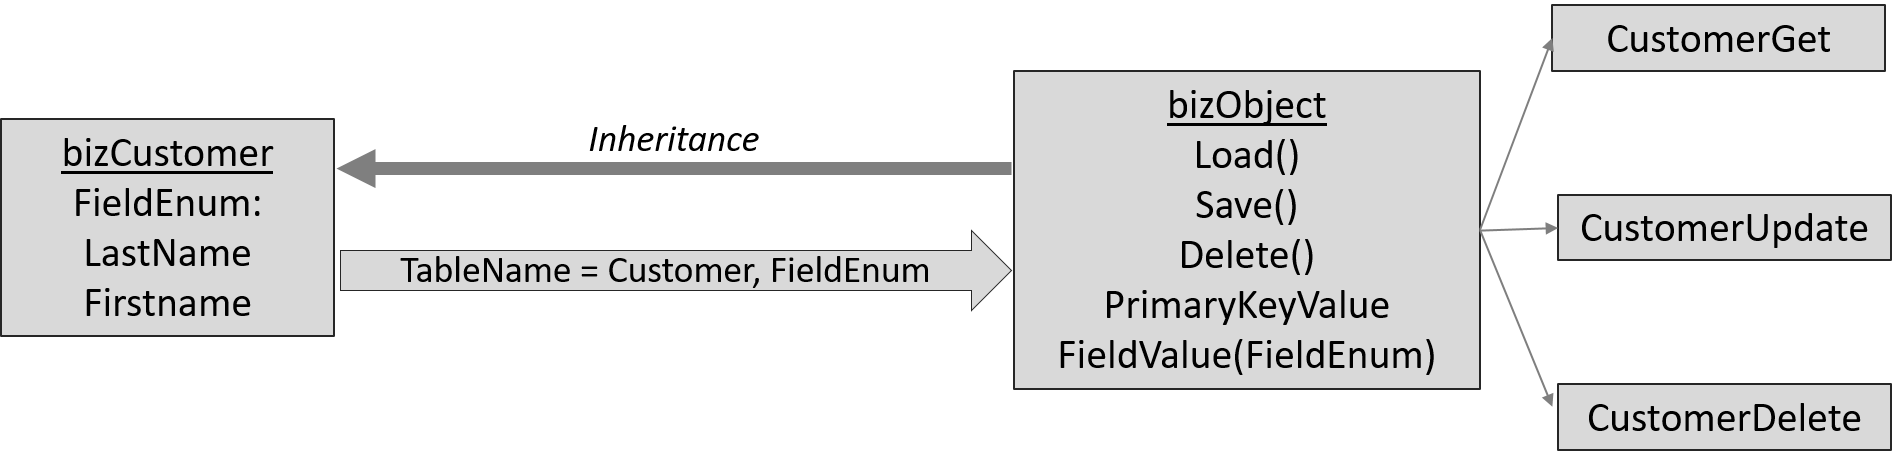 bizCustomer
FieldEnum:
LastName
Firstname
Inheritance
TableName = Customer, FieldEnum
bizObject
Load()
Save()
Delete()
PrimaryKeyValue
FieldValue(FieldEnum)
CustomerGet
CustomerUpdate
CustomerDelete